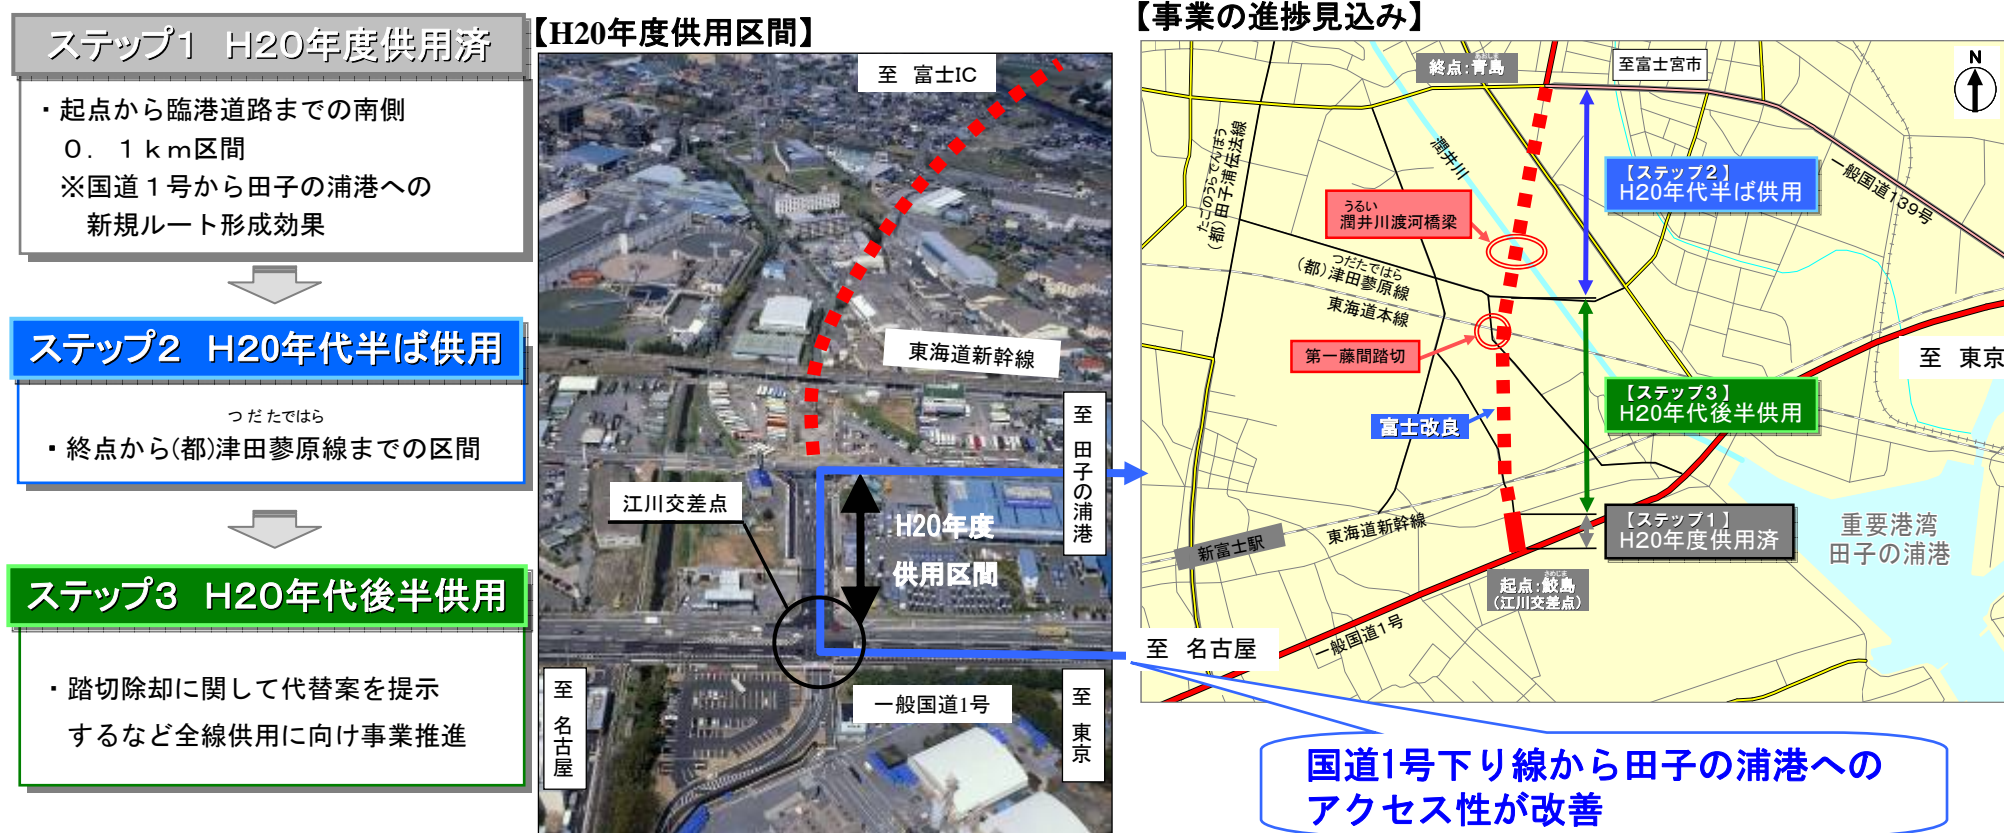 ステップ1 H20年度供用済
・起点から臨港道路までの南側
0.1km区間
※国道1号から田子の浦港への
新規ルート形成効果
ステップ2 H20年代半ば供用
つだたではら
・終点から(都)津田蓼原線までの区間
ステップ3 H20年代後半供用
・踏切除却に関して代替案を提示
するなど全線供用に向け事業推進
【H20年度供用区間】
至 富士IC
東海道新幹線
至 田子の浦港
江川交差点
H20年度
供用区間
一般国道1号
至 名古屋
至 東京
【事業の進捗見込み】
あおしま
終点:青島
至富士宮市
N
たごのうらでんぽう
(都)田子浦伝法線
潤井川
【ステップ2】
H20年代半ば供用
一般国道139号
うるい
潤井川渡河橋梁
つだたではら
(都)津田蓼原線
東海道本線
第一藤間踏切
至 東京
【ステップ3】
H20年代後半供用
富士改良
新富士駅
東海道新幹線
【ステップ1】
H20年度供用済
重要港湾
田子の浦港
さめじま
起点:鮫島
(江川交差点)
一般国道1号
至 名古屋
国道1号下り線から田子の浦港への
アクセス性が改善